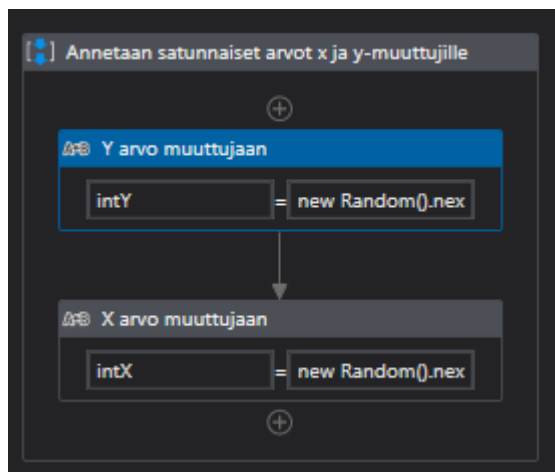 Annetaan satunnaiset arvot x ja y-muuttujille
A=B Y arvo muuttujaan
intY = new Random().nex
A=B X arvo muuttujaan
intX = new Random().nex